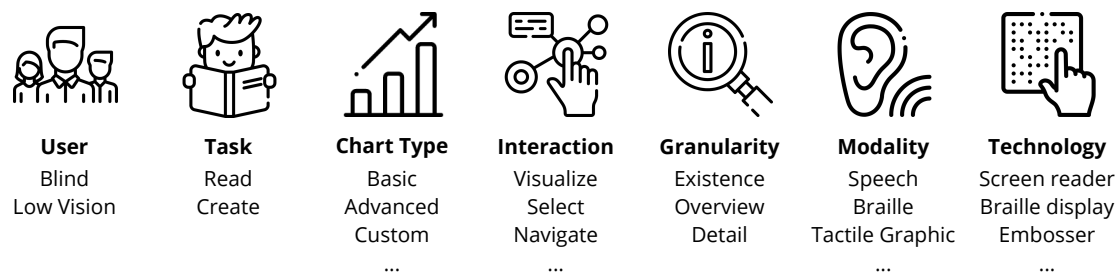 User
Blind
Low Vision
Task
Read
Create
Chart Type
Basic
Advanced
Custom
...
Interaction
Visualize
Select
Navigate
...
Granularity
Existence
Overview
Detail
Modality
Speech
Braille
Tactile Graphic
...
Technology
Screen reader
Braille display
Embosser
...